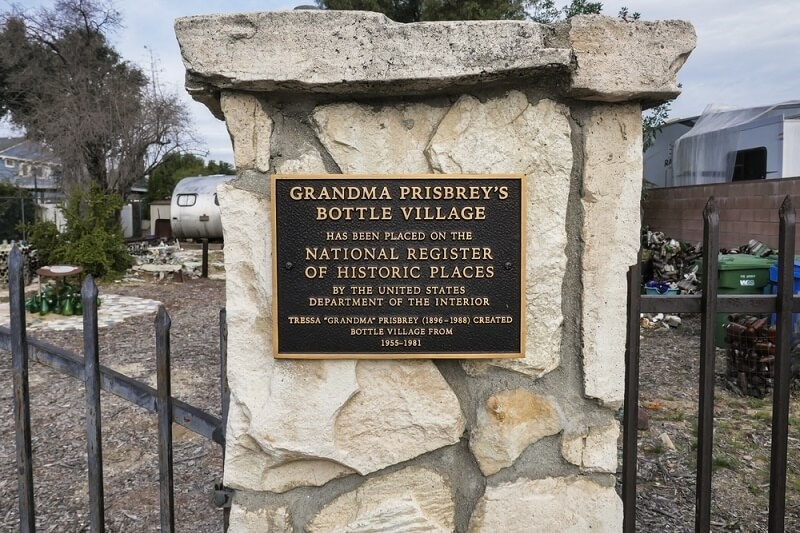 GRANDMA PRISBREY'S
BOTTLE VILLAGE
HAS BEEN PLACED ON THE
NATIONAL REGISTER
OF HISTORIC PLACES
BY THE UNITED STATES
DEPARTMENT OF THE INTERIOR
TRESSA "GRANDMA" PRISBREY (1896-1988) CREATED
BOTTLE VILLAGE FROM
1955-1981